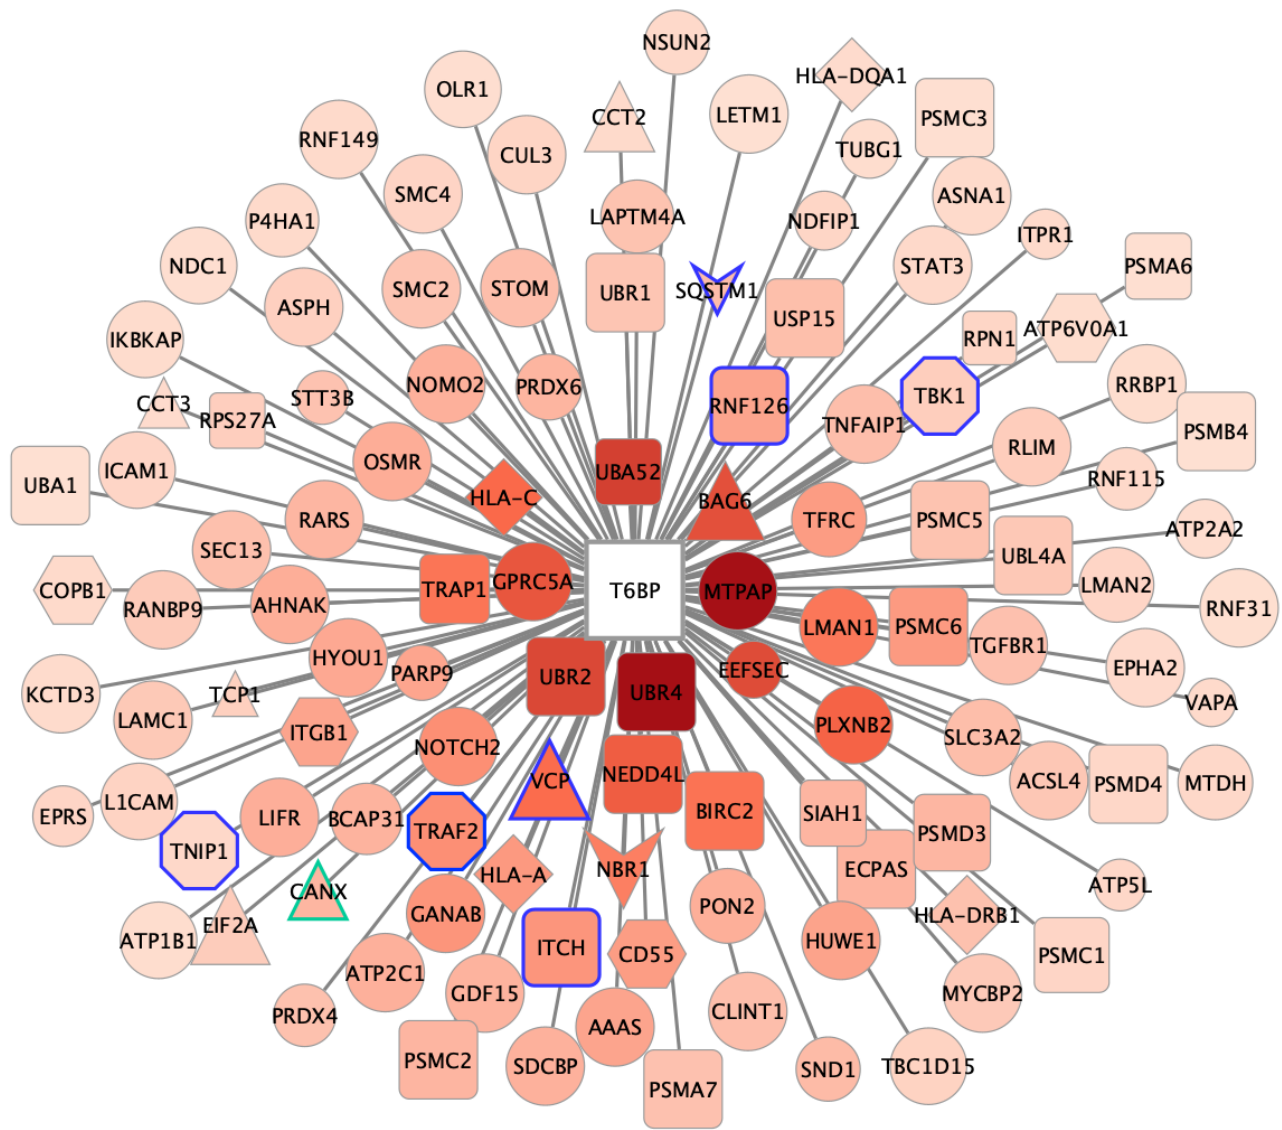 NSUN2
HLA-DQA1
OLR1
CCT2
LETM1
PSMC3
RNF149
CUL3
TUBG1
SMC4
ASNA1
P4HA1
LAPTM4A
NDFIP1
ITPR1
NDC1
STAT3
PSMA6
SMC2
STOM
UBR1
SQSTM1
ASPH
USP15
ATP6V0A1
IKBKAP
RPN1
NOMO2
PRDX6
RRBP1
TBK1
STT3B
CCT3
RNF126
RPS27A
TNFAIP1
PSMB4
RLIM
OSMR
ICAM1
UBA52
RNF115
UBA1
HLA-C
BAG6
RARS
TFRC
PSMC5
ATP2A2
SEC13
UBL4A
GPRC5A
TRAP1
T6BP
MTPAP
LMAN2
COPB1
AHNAK
RANBP9
RNF31
LMAN1
PSMC6
TGFBR1
HYOU1
EPHA2
PARP9
UBR2
EEFSEC
UBR4
KCTD3
TCP1
VAPA
LAMC1
PLXNB2
ITGB1
SLC3A2
NOTCH2
VCP
NEDD4L
ACSL4
PSMD4
MTDH
L1CAM
BIRC2
SIAH1
EPRS
LIFR
BCAP31
TRAF2
PSMD3
TNIP1
HLA-A
NBR1
ECPAS
ATP5L
CANX
PON2
GANAB
HLA-DRB1
EIF2A
ATP1B1
HUWE1
ITCH
CD55
PSMC1
ATP2C1
GDF15
MYCBP2
CLINT1
PRDX4
AAAS
PSMC2
SDCBP
SND1
TBC1D15
PSMA7